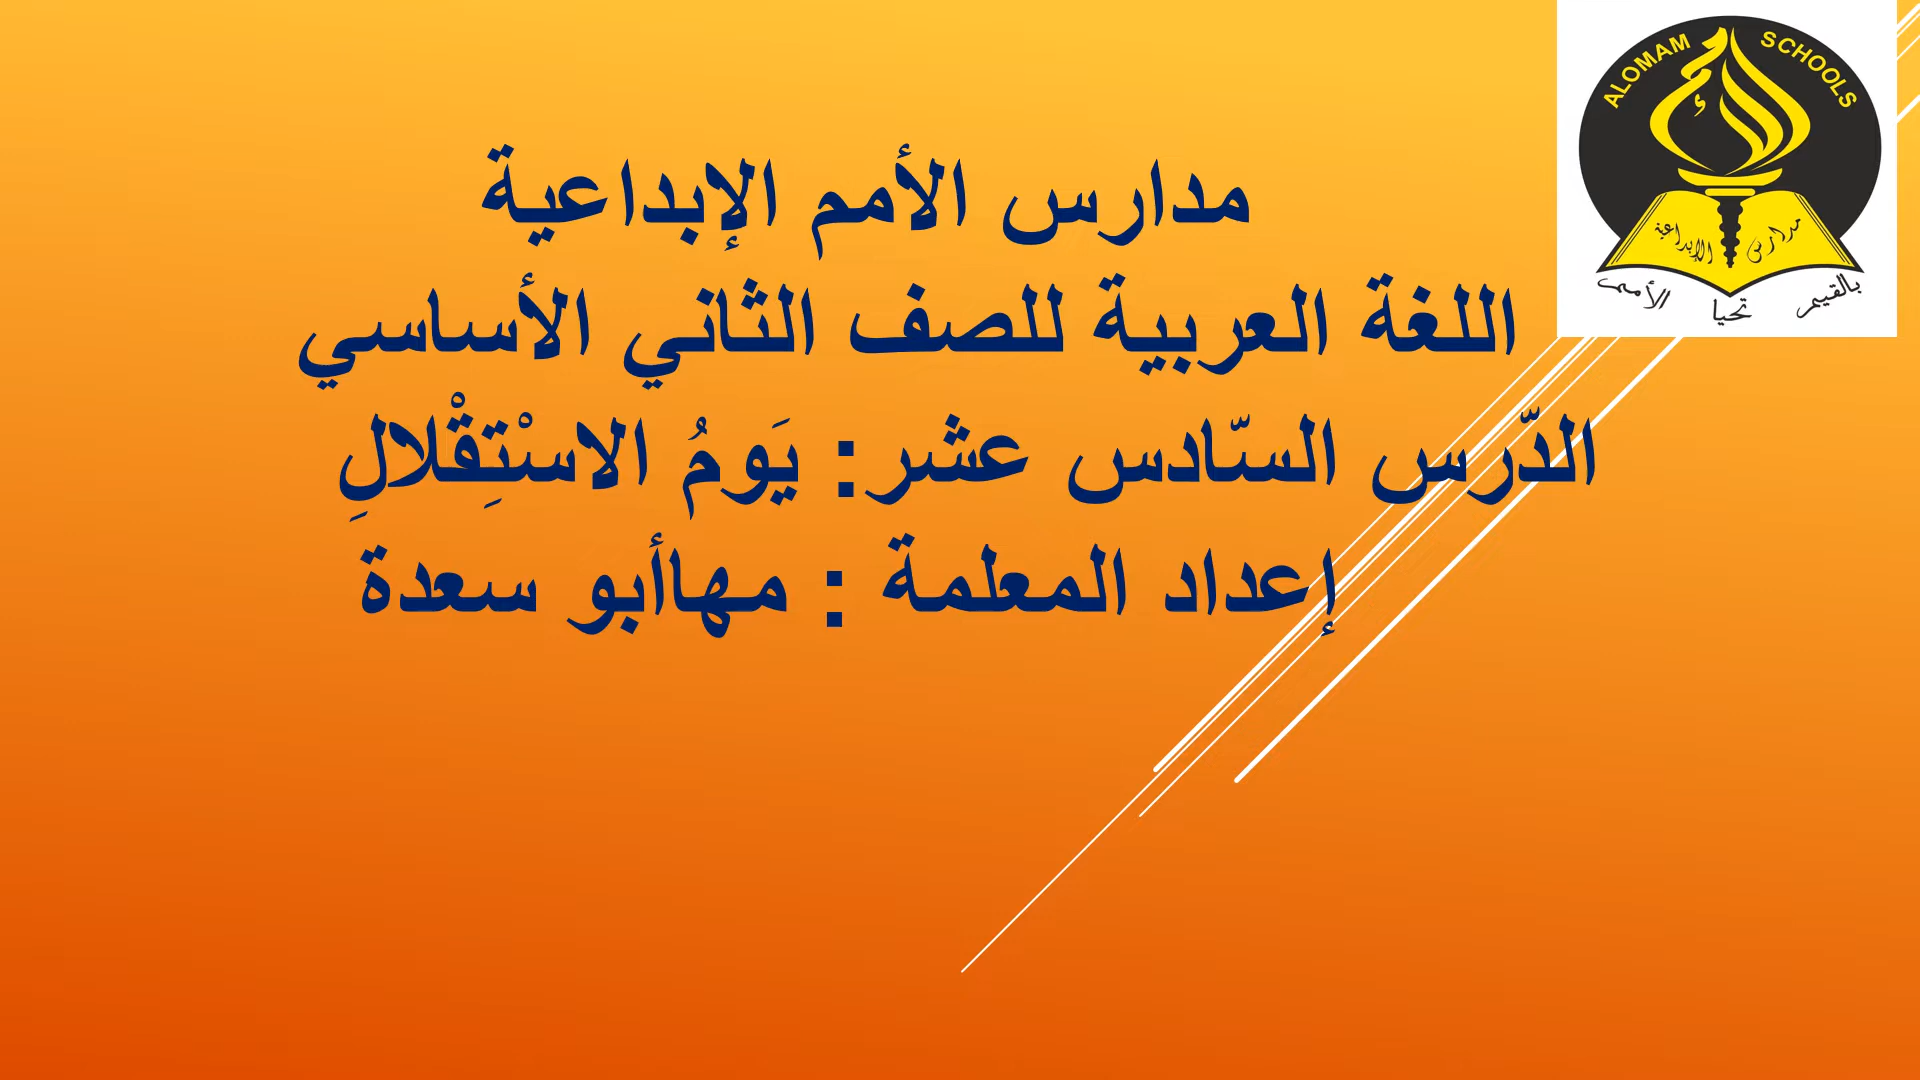 ALOMAM SCHOOLS
مدارس الإبداعية
بالقيم تحيا الأمم
مدارس الأمم الإبداعية
اللغة العربية للصف الثاني الأساسي
الدّرس السّادس عشر: يَومُ الاسْتِقْلالِ
إعداد المعلمة : مهاأبو سعدة